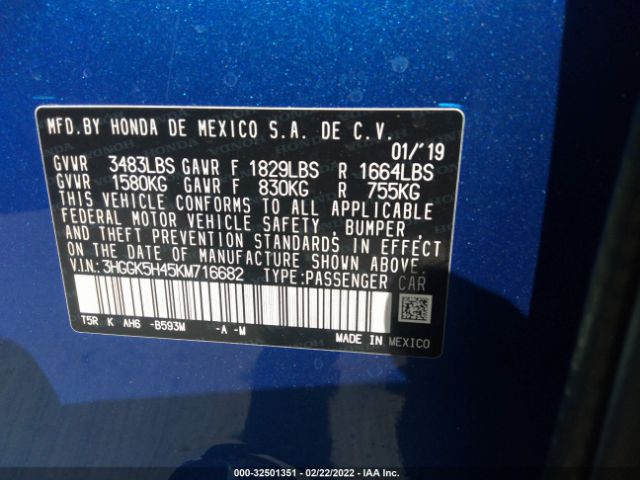 MFD.BY HONDA DE MEXICO S.A. DE C.V.
01/'19
GVWR 3483LBS GAWR F 1829LBS R 1664LBS
GVWR 1580KG GAWR F 830KG R 755KG
THIS VEHICLE CONFORMS TO ALL APPLICABLE
FEDERAL MOTOR VEHICLE SAFETY, BUMPER,
AND THEFT PREVENTION STANDARDS IN EFFECT
ON THE DATE OF MANUFACTURE SHOWN ABOVE.
V.I.N.: 3HGGK5H45KM716682 TYPE:PASSENGER CAR
T5R K AH6 -B593M -A -M
MADE IN MEXICO
000-32501351 - 02/22/2022 - IAA Inc.